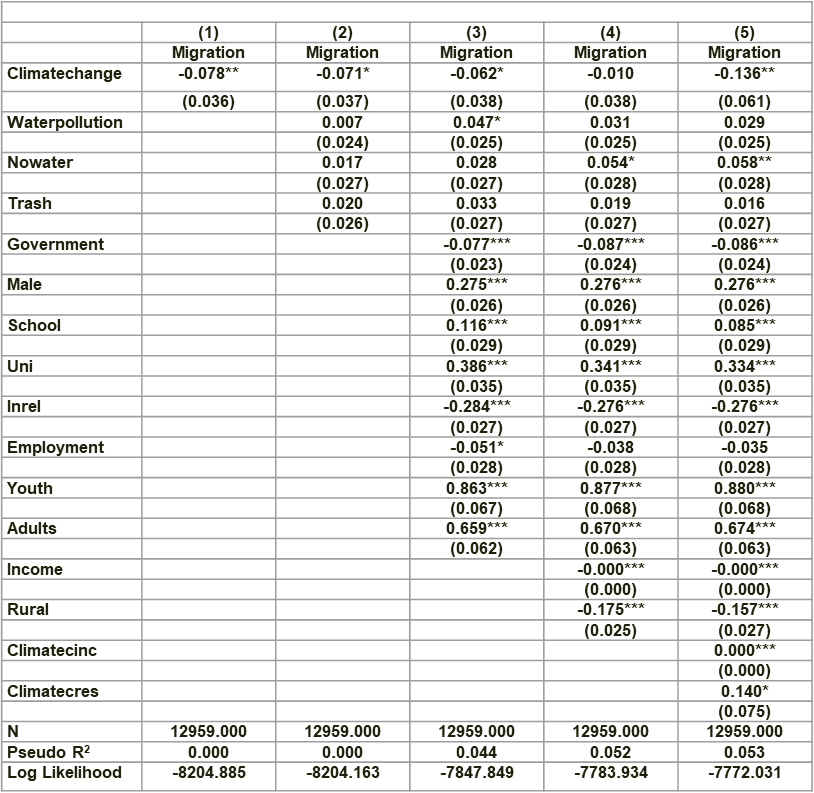 (1) (2) (3) (4) (5)
Migration Migration Migration Migration Migration
Climatechange -0.078** -0.071* -0.062* -0.010 -0.136**
(0.036) (0.037) (0.038) (0.038) (0.061)
Waterpollution 0.007 0.047* 0.031 0.029
(0.024) (0.025) (0.025) (0.025)
Nowater 0.017 0.028 0.054* 0.058**
(0.027) (0.027) (0.028) (0.028)
Trash 0.020 0.033 0.019 0.016
(0.026) (0.027) (0.027) (0.027)
Government -0.077*** -0.087*** -0.086***
(0.023) (0.024) (0.024)
Male 0.275*** 0.276*** 0.276***
(0.026) (0.026) (0.026)
School 0.116*** 0.091*** 0.085***
(0.029) (0.029) (0.029)
Uni 0.386*** 0.341*** 0.334***
(0.035) (0.035) (0.035)
Inrel -0.284*** -0.276*** -0.276***
(0.027) (0.027) (0.027)
Employment -0.051* -0.038 -0.035
(0.028) (0.028) (0.028)
Youth 0.863*** 0.877*** 0.880***
(0.067) (0.068) (0.068)
Adults 0.659*** 0.670*** 0.674***
(0.062) (0.063) (0.063)
Income -0.000*** -0.000***
(0.000) (0.000)
Rural -0.175*** -0.157***
(0.025) (0.027)
Climatecinc 0.000***
(0.000)
Climatecres 0.140*
(0.075)
N 12959.000 12959.000 12959.000 12959.000 12959.000
Pseudo R² 0.000 0.000 0.044 0.052 0.053
Log Likelihood -8204.885 -8204.163 -7847.849 -7783.934 -7772.031